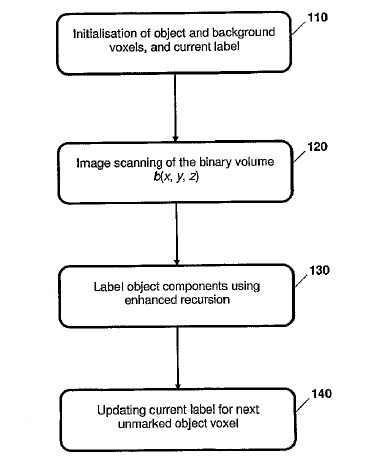 110
Initialisation of object and background
voxels, and current label
120
Image scanning of the binary volume
b(x, y, z)
130
Label object components using
enhanced recursion
140
Updating current label for next
unmarked object voxel